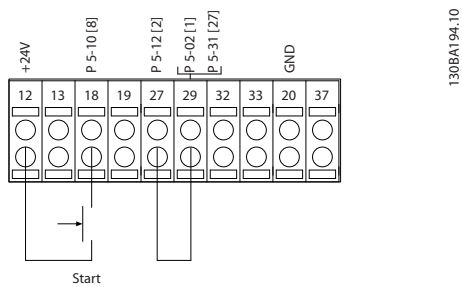 +24V
P 5-10 [8]
P 5-12 [2]
P 5-02 [1]
P 5-31 [27]
GND
130BA194.10
12 13 18 19 27 29 32 33 20 37
Start